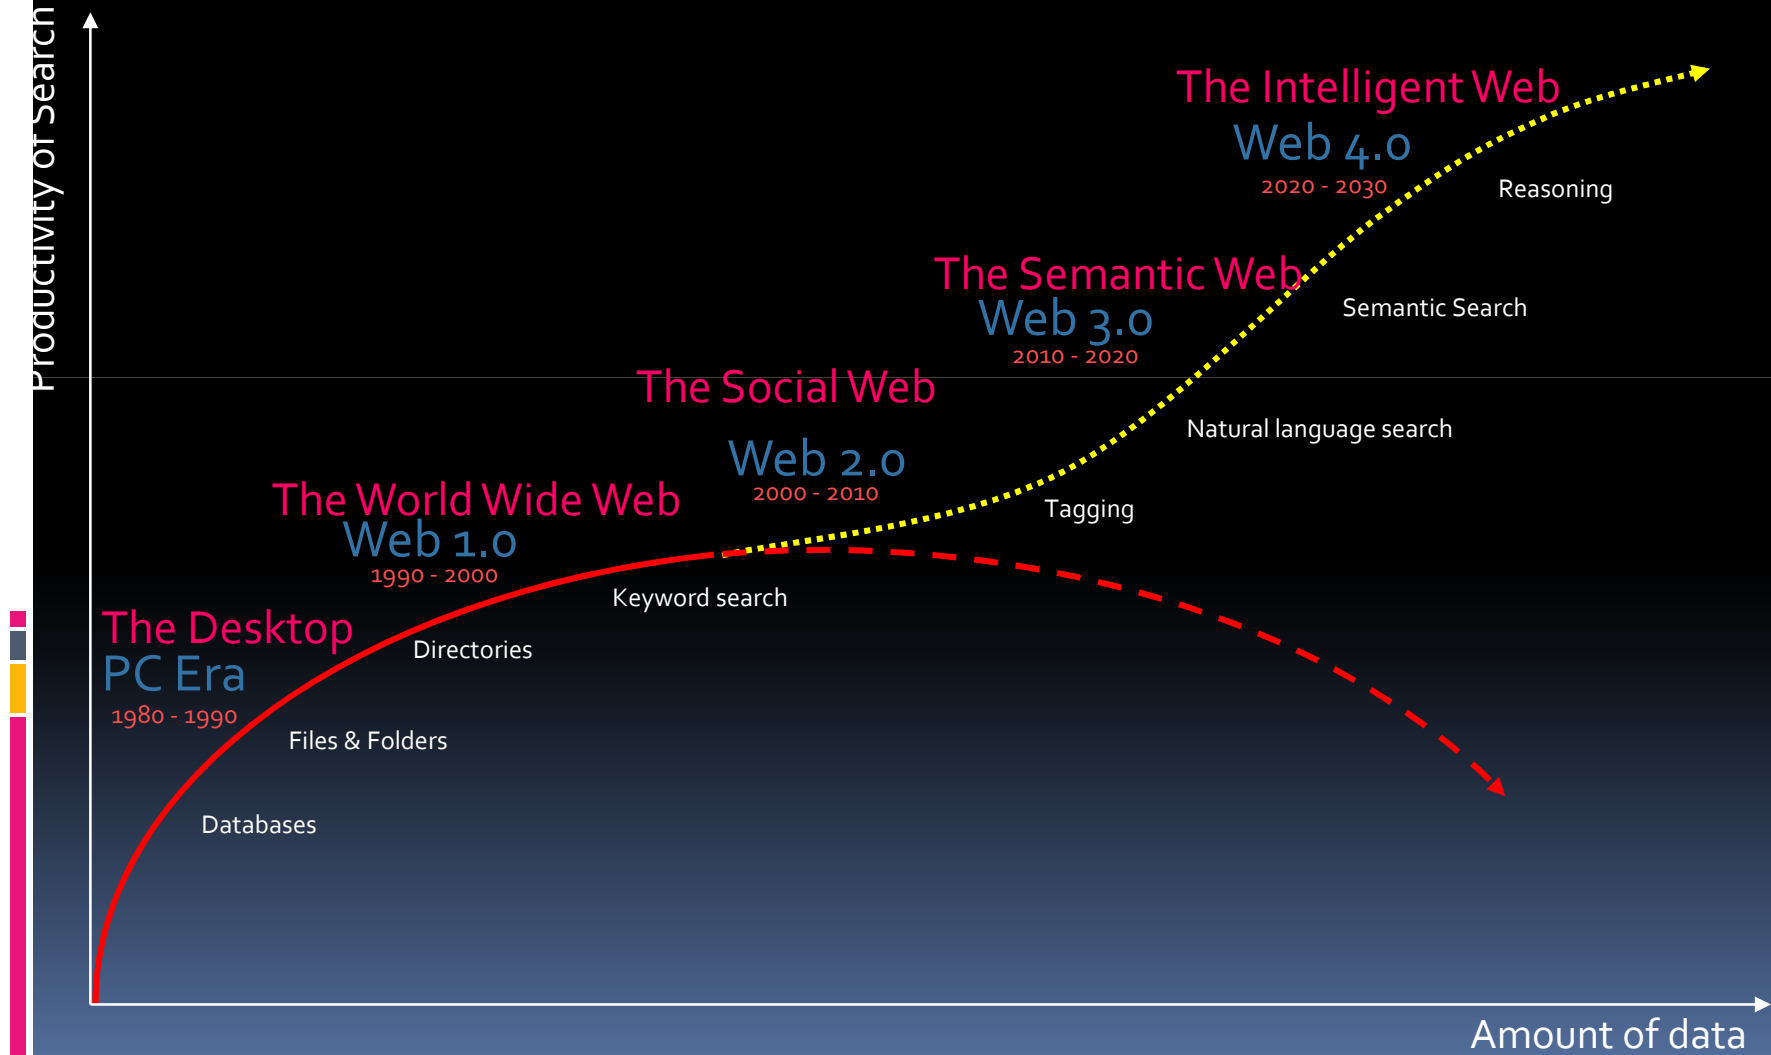 Productivity of Search
The Intelligent Web
Web 4.0
2020 - 2030
Reasoning
The Semantic Web
Web 3.0
2010 - 2020
Semantic Search
The Social Web
Web 2.0
2000 - 2010
Natural language search
Tagging
The World Wide Web
Web 1.0
1990 - 2000
Keyword search
Directories
The Desktop
PC Era
1980 - 1990
Files & Folders
Databases
Amount of data